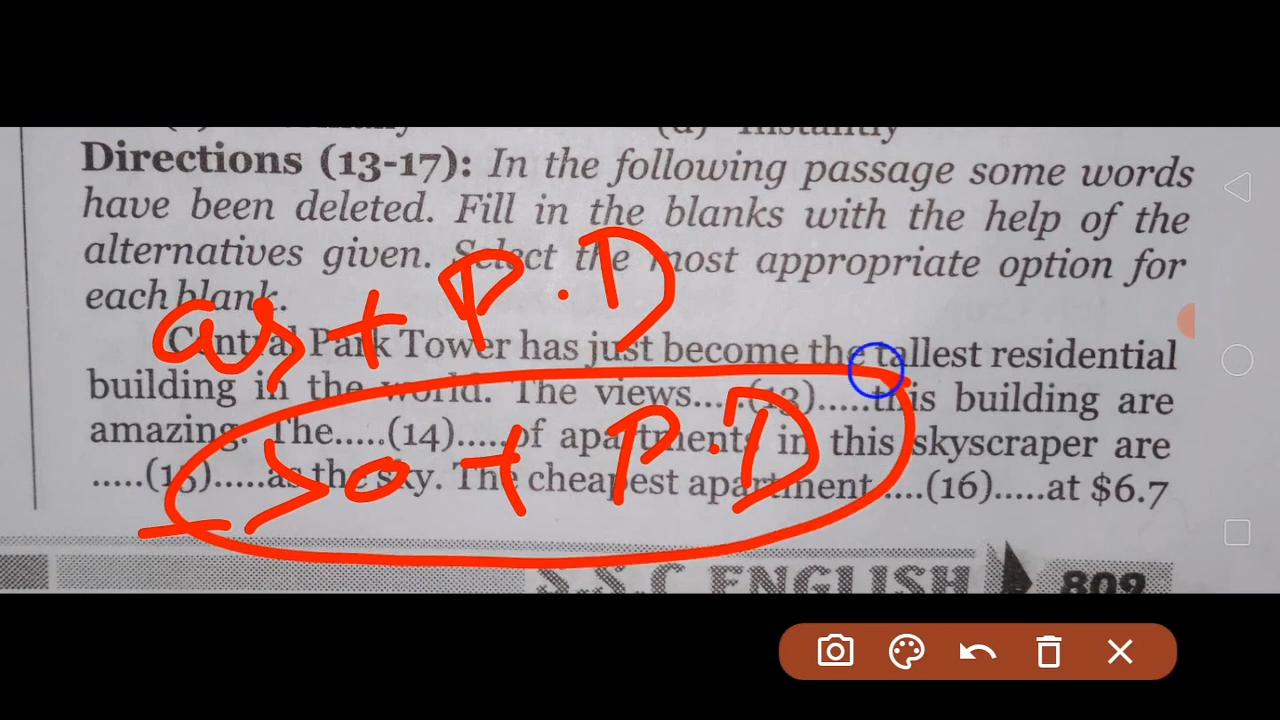 (d) Instantly
Directions (13-17): In the following passage some words
have been deleted. Fill in the blanks with the help of the
alternatives given. Select the most appropriate option for
each blank.
as + P.D
Central Park Tower has just become the tallest residential
building in the world. The views....(13).....this building are
amazing. The.....(14).....of apartments in this skyscraper are
.....(15).....as the sky. The cheapest apartment....(16).....at $6.7
so + P.D
S.S.C ENGLISH 809